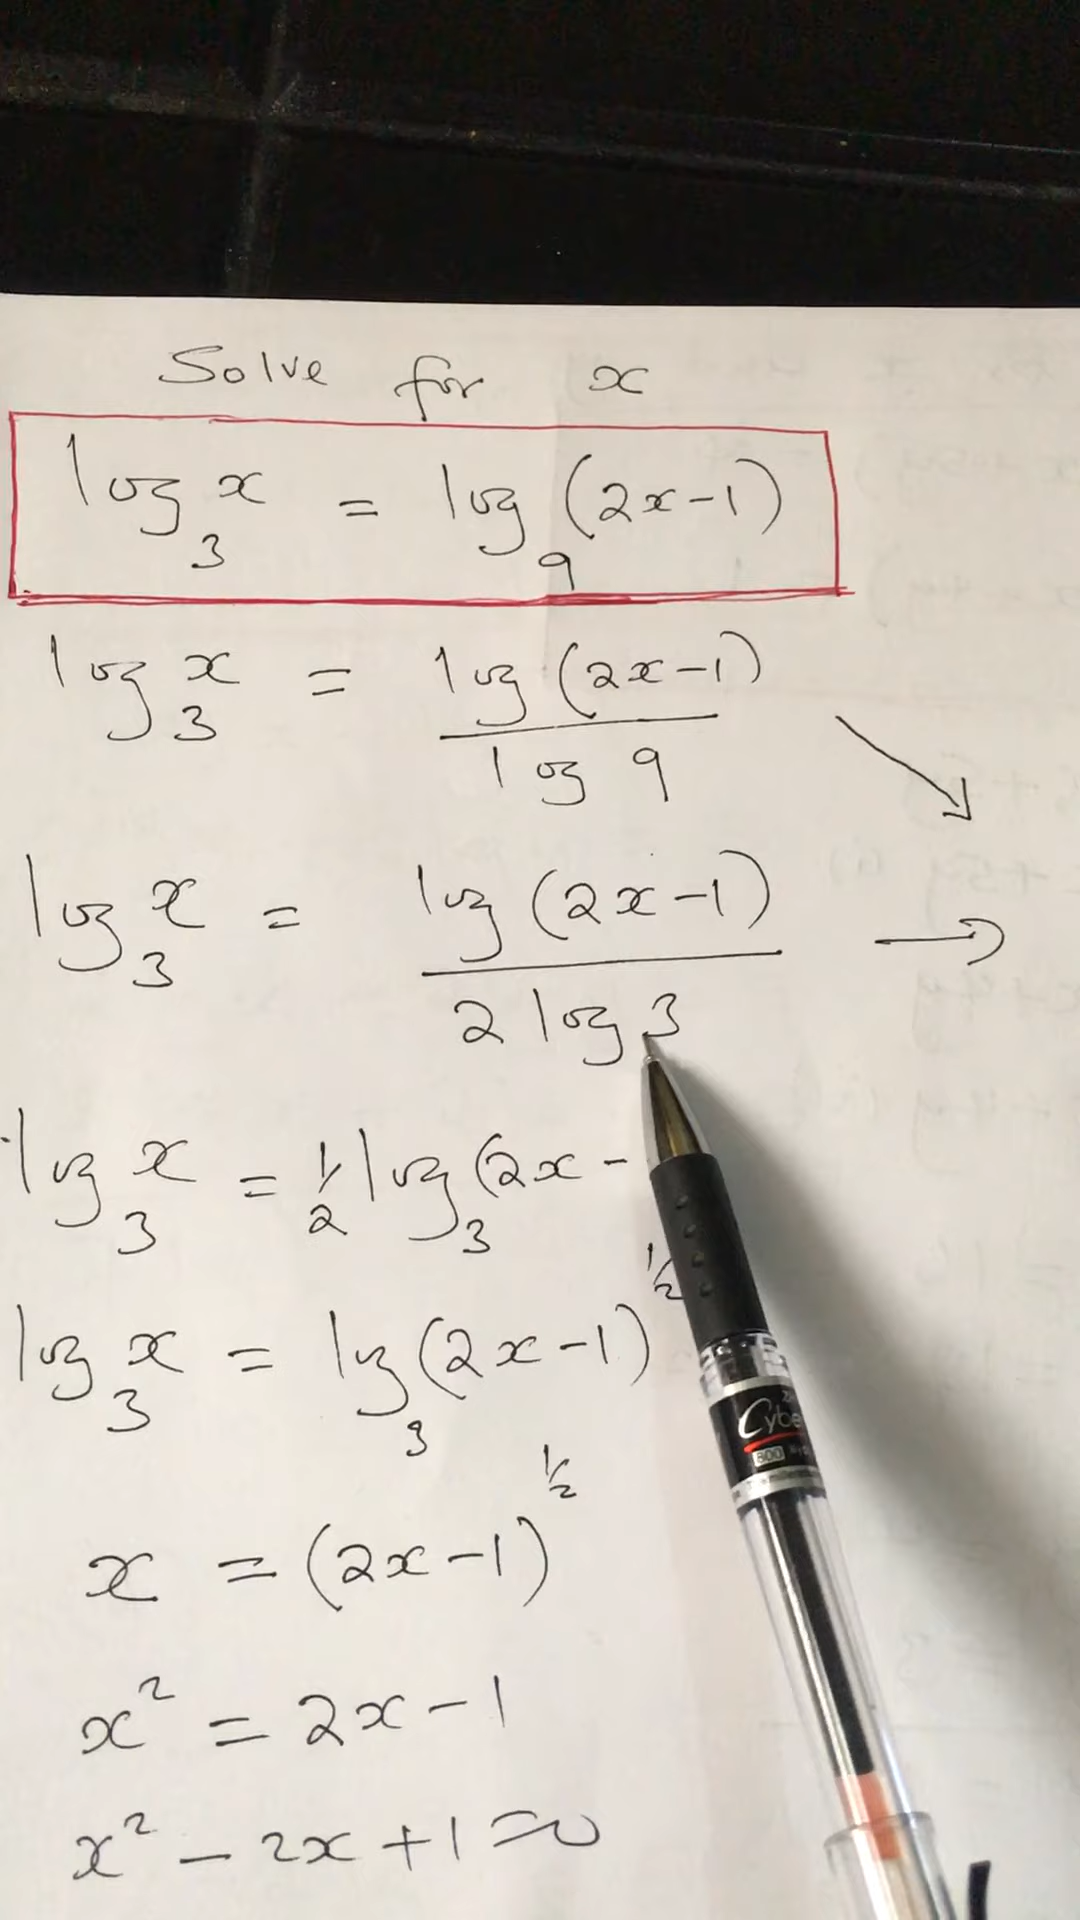 Solve for x
log₃ x = log₉ (2x-1)
log₃ x = log (2x-1) / log 9
log₃ x = log (2x-1) / 2 log 3
log₃ x = 1/2 log₃ (2x -
log₃ x = log₃ (2x-1)^1/2
x = (2x-1)^1/2
x² = 2x-1
x² - 2x + 1 = 0
Cybe
800